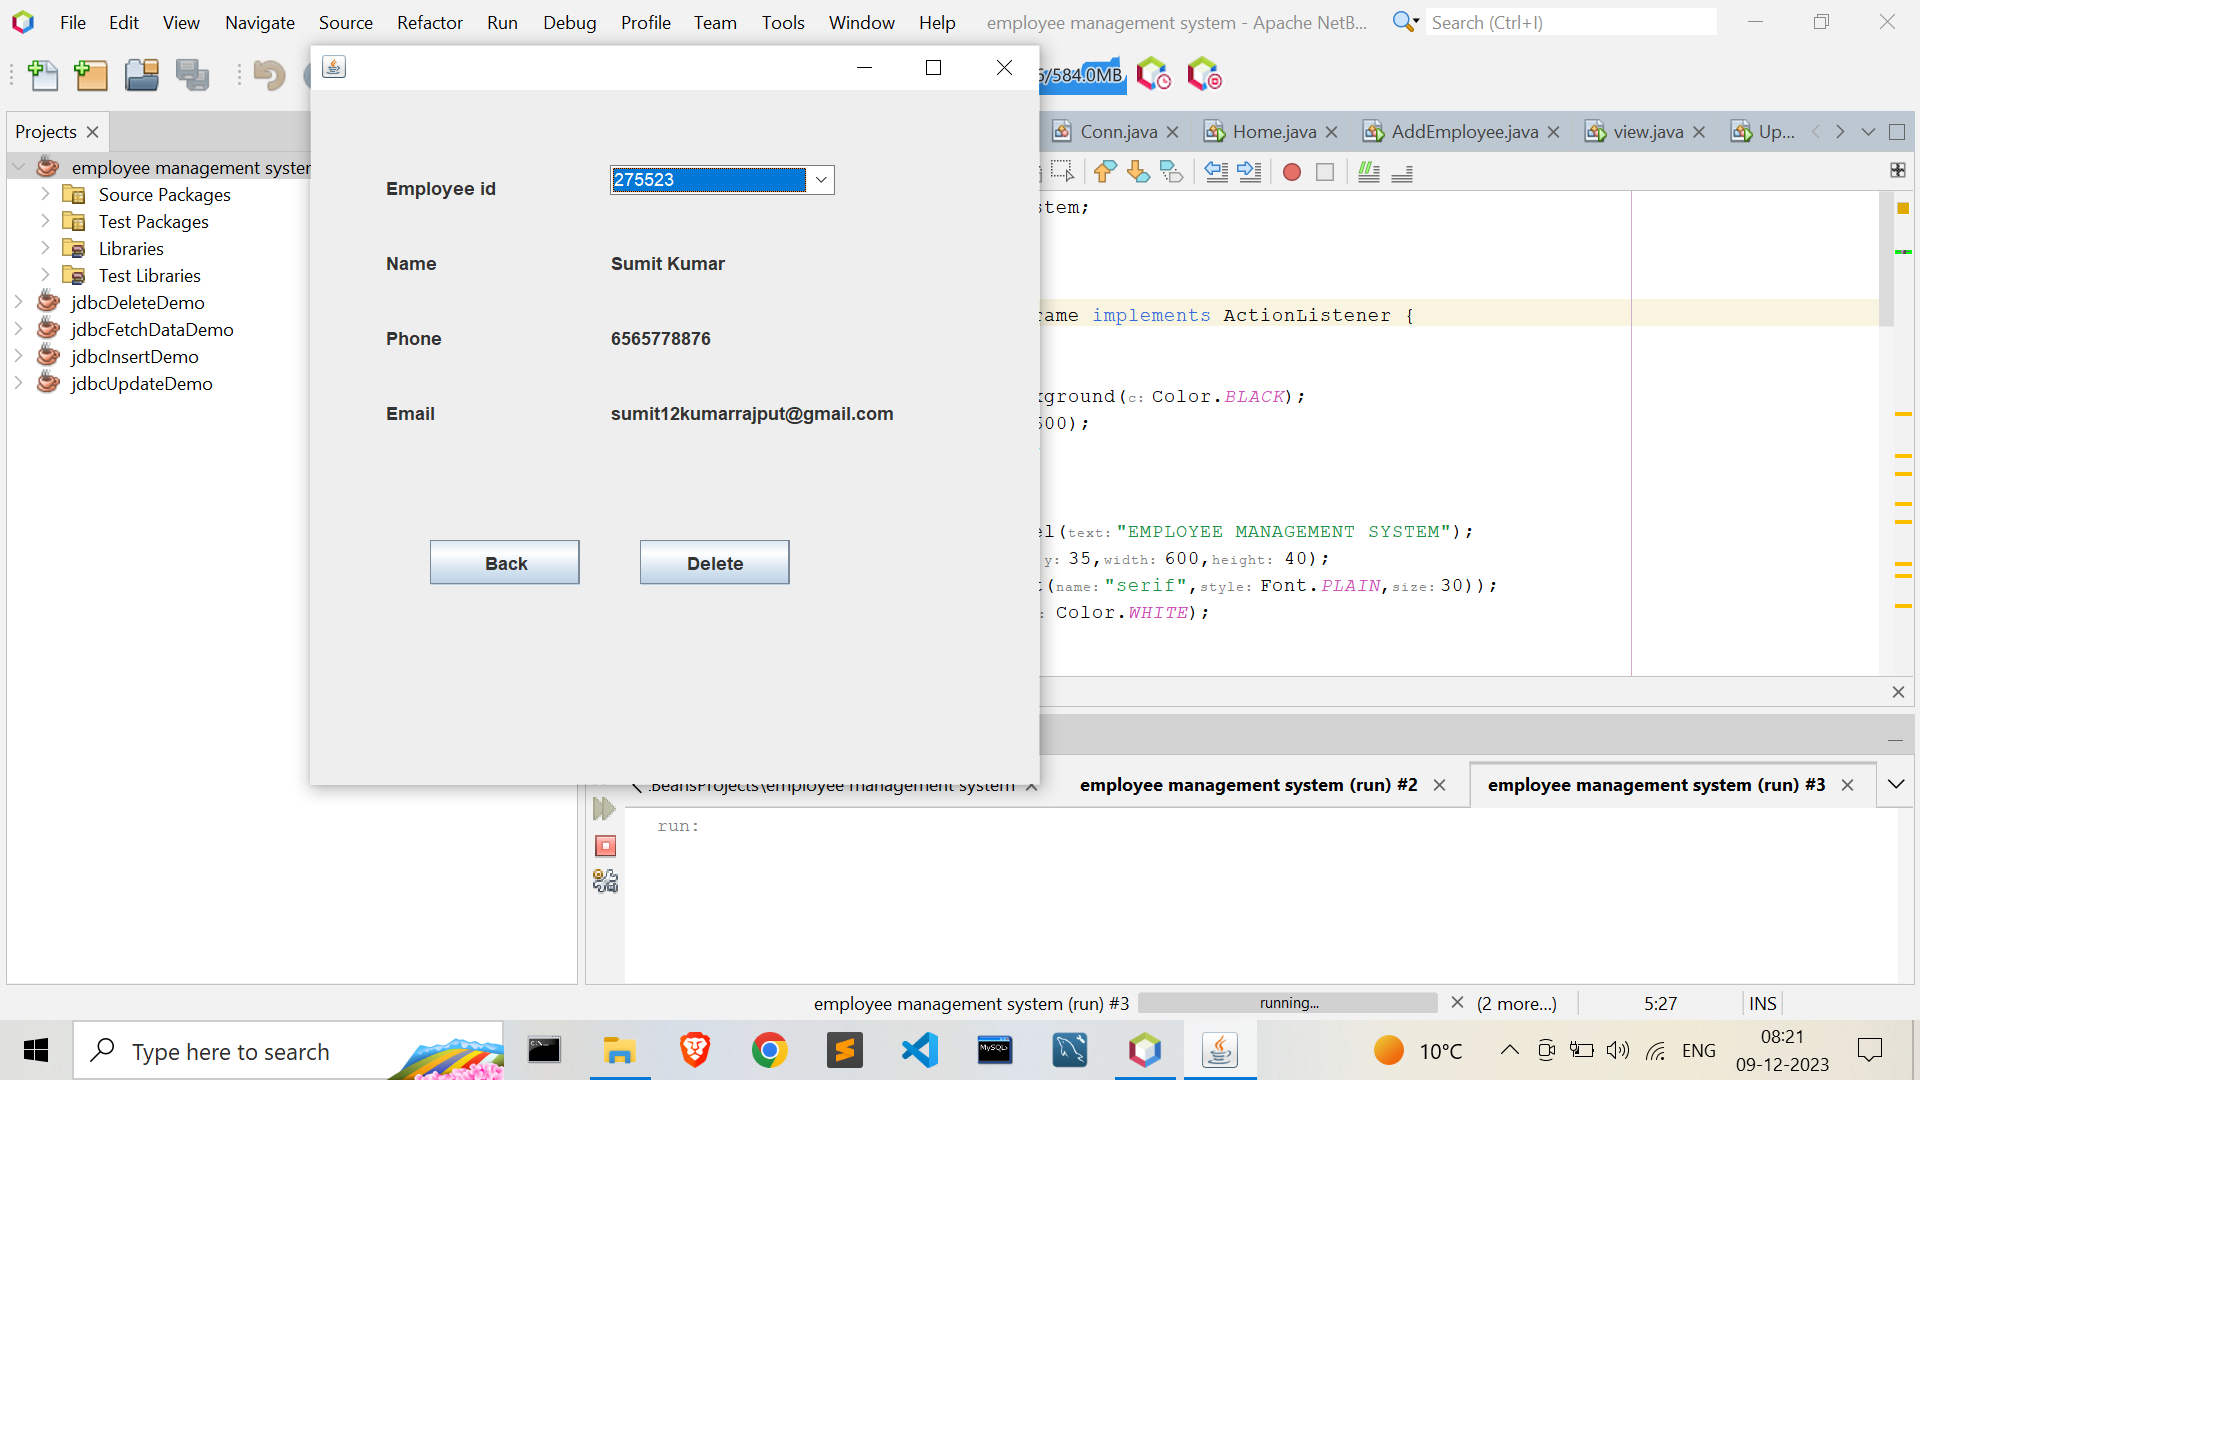 File Edit View Navigate Source Refactor Run Debug Profile Team Tools Window Help employee management system - Apache NetB... Search (Ctrl+I)
6/584.0MB
Projects
Conn.java Home.java AddEmployee.java view.java Up...
employee management system
Source Packages
Test Packages
Libraries
Test Libraries
jdbcDeleteDemo
jdbcFetchDataDemo
jdbcInsertDemo
jdbcUpdateDemo
Employee id 275523
Name Sumit Kumar
Phone 6565778876
Email sumit12kumarrajput@gmail.com
Back Delete
stem;
rame implements ActionListener {
kground(c: Color.BLACK);
500);
el(text: "EMPLOYEE MANAGEMENT SYSTEM");
y: 35,width: 600,height: 40);
t(name: "serif",style: Font.PLAIN,size: 30));
: Color.WHITE);
.BeansProjects\employee management system employee management system (run) #2 employee management system (run) #3
run:
employee management system (run) #3 running... (2 more...) 5:27 INS
Type here to search
MySQL
10°C ENG
08:21
09-12-2023